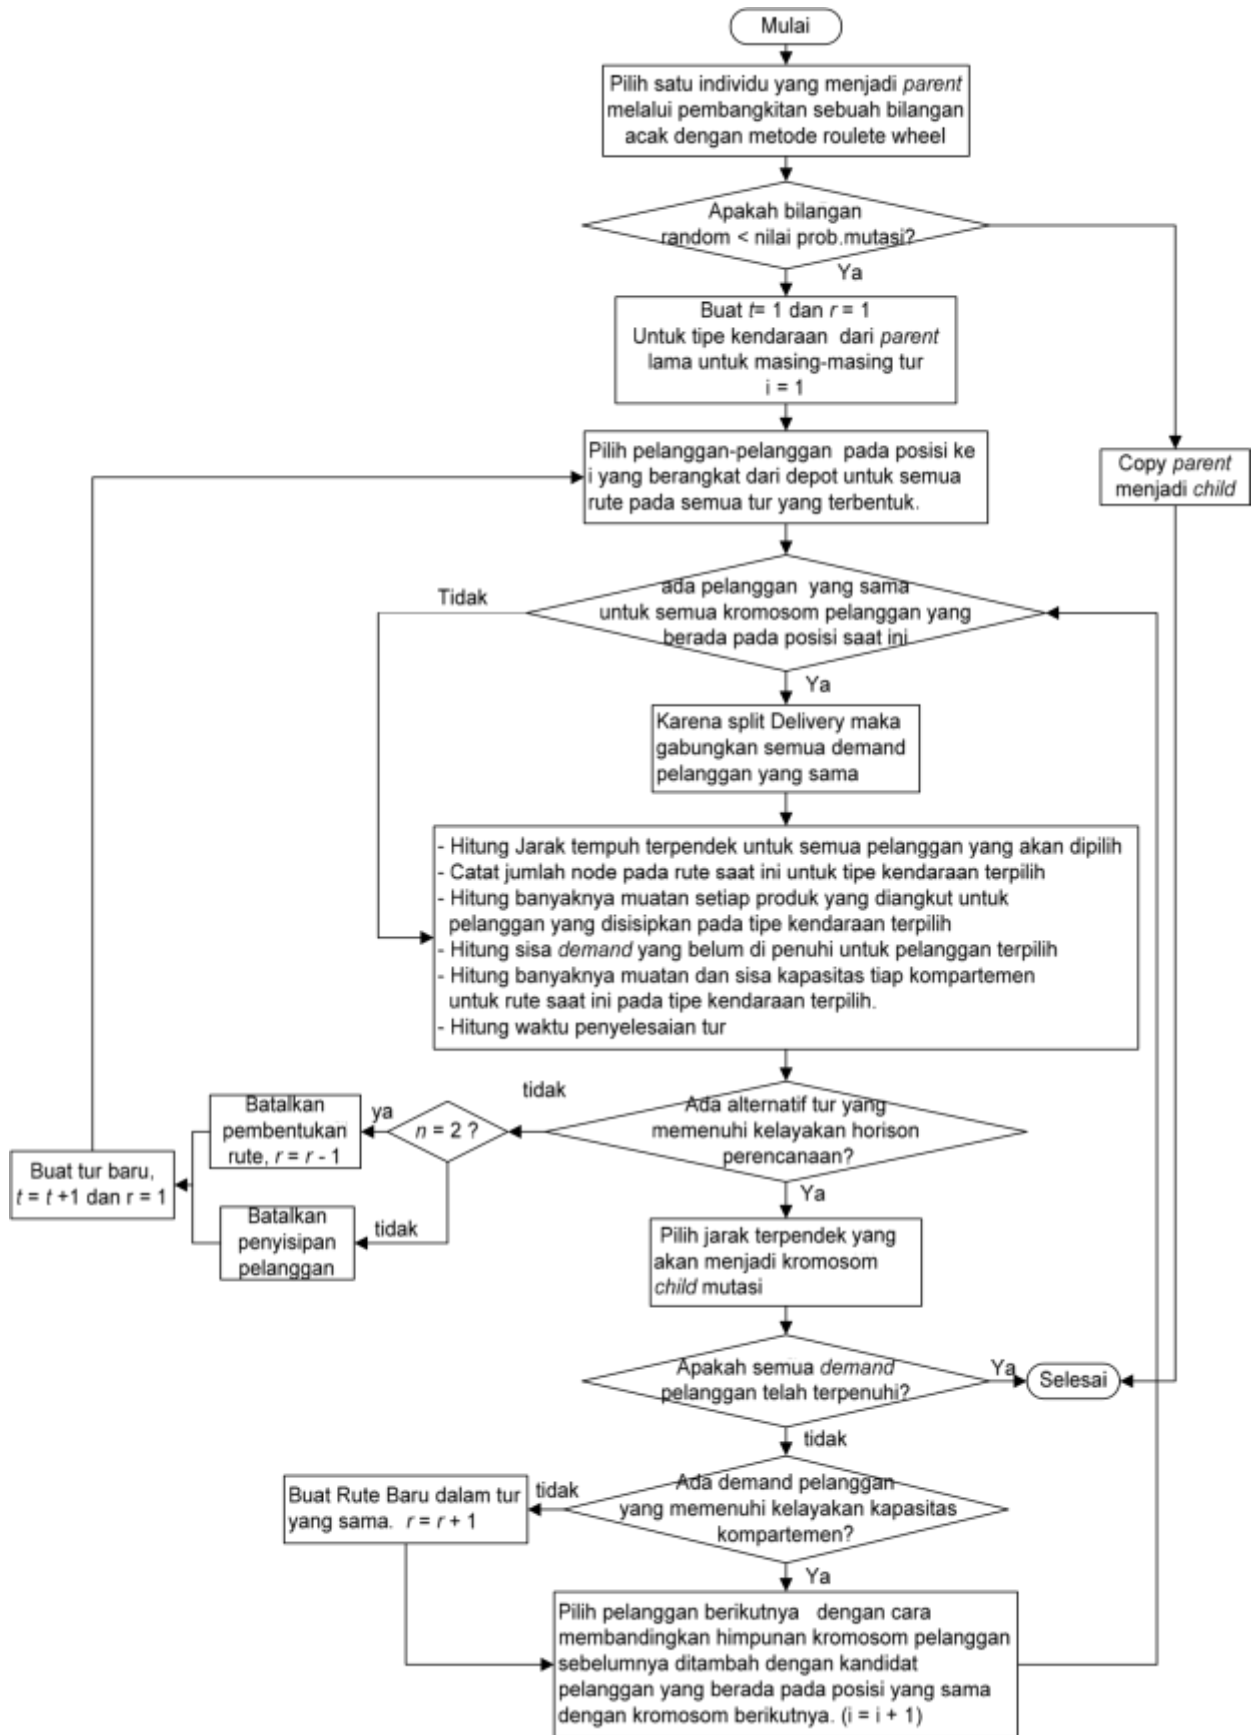 Mulai
Pilih satu individu yang menjadi parent
melalui pembangkitan sebuah bilangan
acak dengan metode roulete wheel
Apakah bilangan
random < nilai prob.mutasi?
Ya
Buat t= 1 dan r = 1
Untuk tipe kendaraan dari parent
lama untuk masing-masing tur
i = 1
Pilih pelanggan-pelanggan pada posisi ke
i yang berangkat dari depot untuk semua
rute pada semua tur yang terbentuk.
Copy parent
menjadi child
ada pelanggan yang sama
untuk semua kromosom pelanggan yang
berada pada posisi saat ini
Tidak
Ya
Karena split Delivery maka
gabungkan semua demand
pelanggan yang sama
- Hitung Jarak tempuh terpendek untuk semua pelanggan yang akan dipilih
- Catat jumlah node pada rute saat ini untuk tipe kendaraan terpilih
- Hitung banyaknya muatan setiap produk yang diangkut untuk
pelanggan yang disisipkan pada tipe kendaraan terpilih
- Hitung sisa demand yang belum di penuhi untuk pelanggan terpilih
- Hitung banyaknya muatan dan sisa kapasitas tiap kompartemen
untuk rute saat ini pada tipe kendaraan terpilih.
- Hitung waktu penyelesaian tur
Ada alternatif tur yang
memenuhi kelayakan horison
perencanaan?
tidak
n = 2 ?
ya
Batalkan
pembentukan
rute, r = r - 1
tidak
Batalkan
penyisipan
pelanggan
Buat tur baru,
t = t +1 dan r = 1
Ya
Pilih jarak terpendek yang
akan menjadi kromosom
child mutasi
Apakah semua demand
pelanggan telah terpenuhi?
Ya
Selesai
tidak
Ada demand pelanggan
yang memenuhi kelayakan kapasitas
kompartemen?
tidak
Buat Rute Baru dalam tur
yang sama. r = r + 1
Ya
Pilih pelanggan berikutnya dengan cara
membandingkan himpunan kromosom pelanggan
sebelumnya ditambah dengan kandidat
pelanggan yang berada pada posisi yang sama
dengan kromosom berikutnya. (i = i + 1)